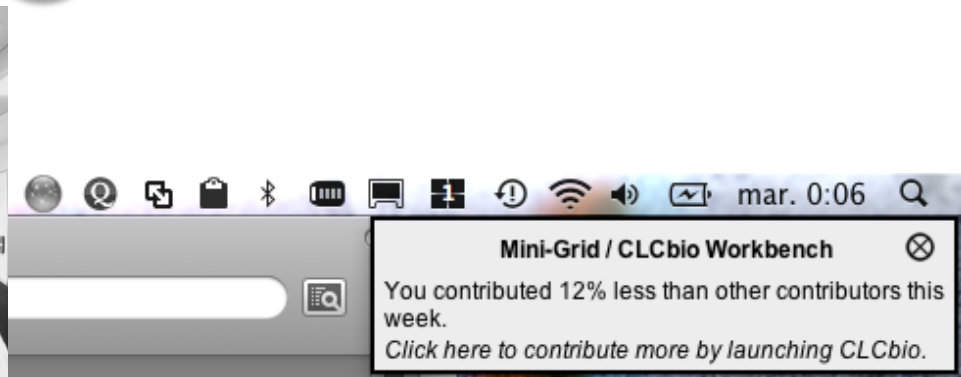 1 mar. 0:06
Mini-Grid / CLCbio Workbench
You contributed 12% less than other contributors this
week.
Click here to contribute more by launching CLCbio.